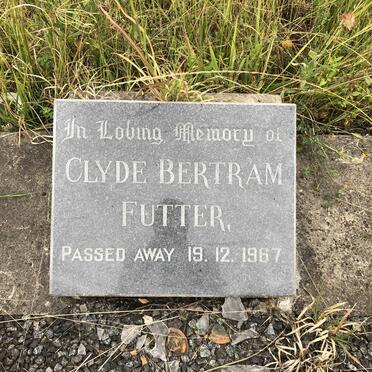 In Loving Memory of
CLYDE BERTRAM
FUTTER,
PASSED AWAY 19.12.1967.